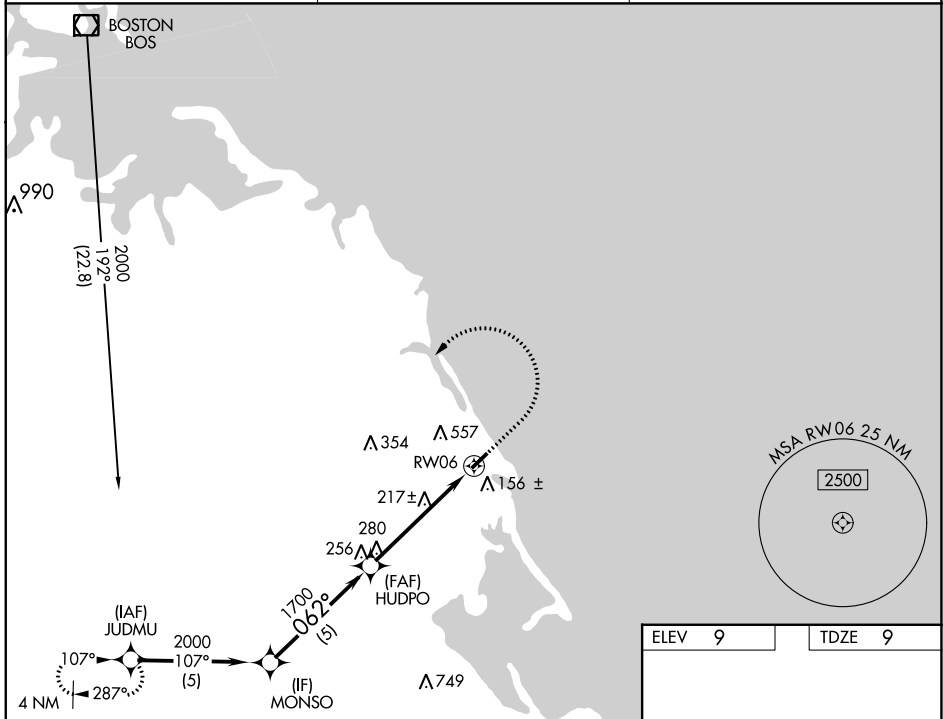 BOSTON
BOS
990
2000
192°
(22.8)
354
557
RW06
156 ±
217±
280
256
(FAF)
HUDPO
1700
062°
(5)
(IAF)
JUDMU
2000
107°
107°
(5)
287°
4 NM
(IF)
MONSO
749
MSA RW06 25 NM
2500
ELEV 9
TDZE 9